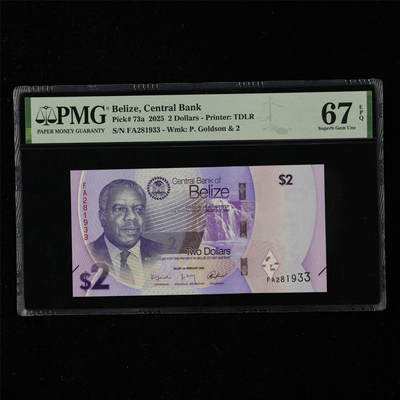 PMG
PAPER MONEY GUARANTY
Belize, Central Bank
Pick# 73a 2025 2 Dollars - Printer: TDLR
S/N FA281933 - Wmk: P. Goldson & 2
67 EPQ
Superb Gem Unc
FA281933
Central Bank of
Belize
$2
Two Dollars
$2
FA281933